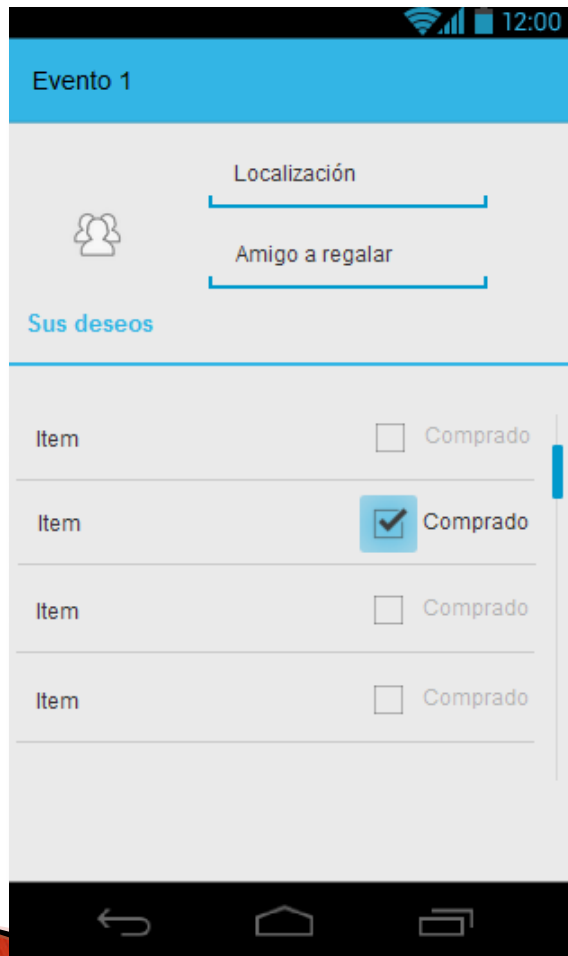 12:00
Evento 1
Localización
Amigo a regalar
Sus deseos
Item Comprado
Item Comprado
Item Comprado
Item Comprado